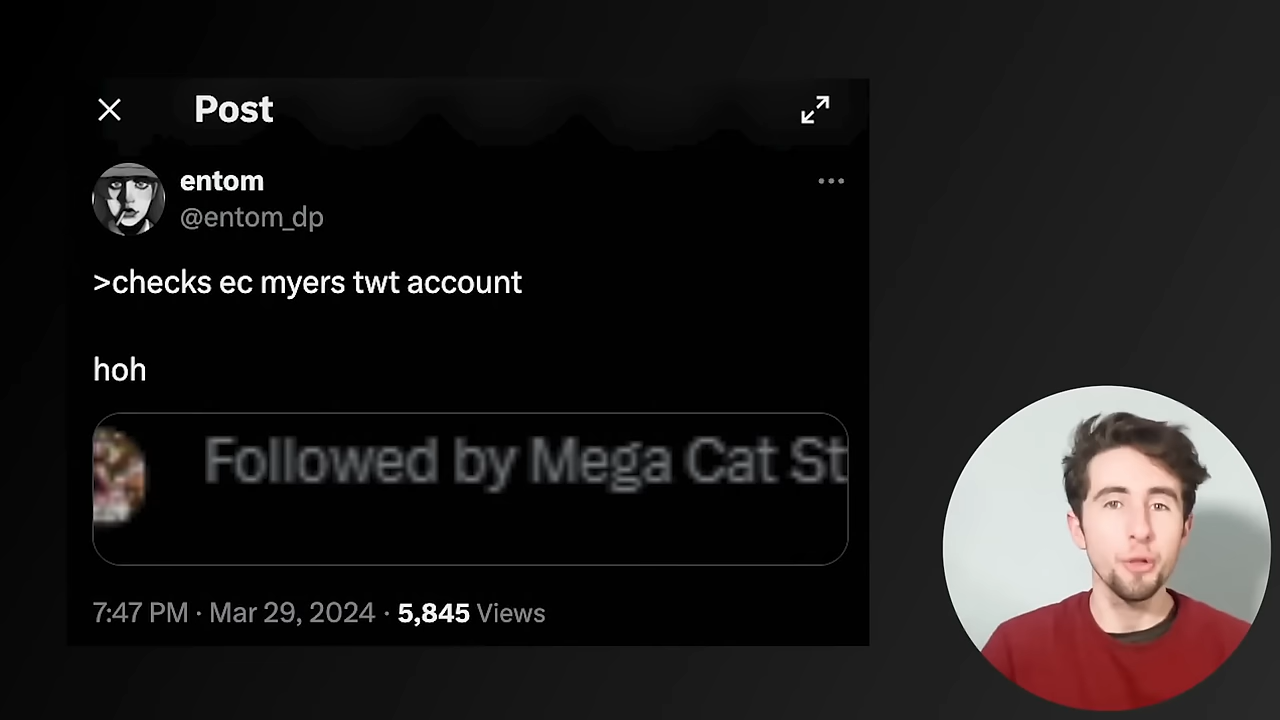 Post
entom
@entom_dp
>checks ec myers twt account
hoh
Followed by Mega Cat St
7:47 PM · Mar 29, 2024 · 5,845 Views